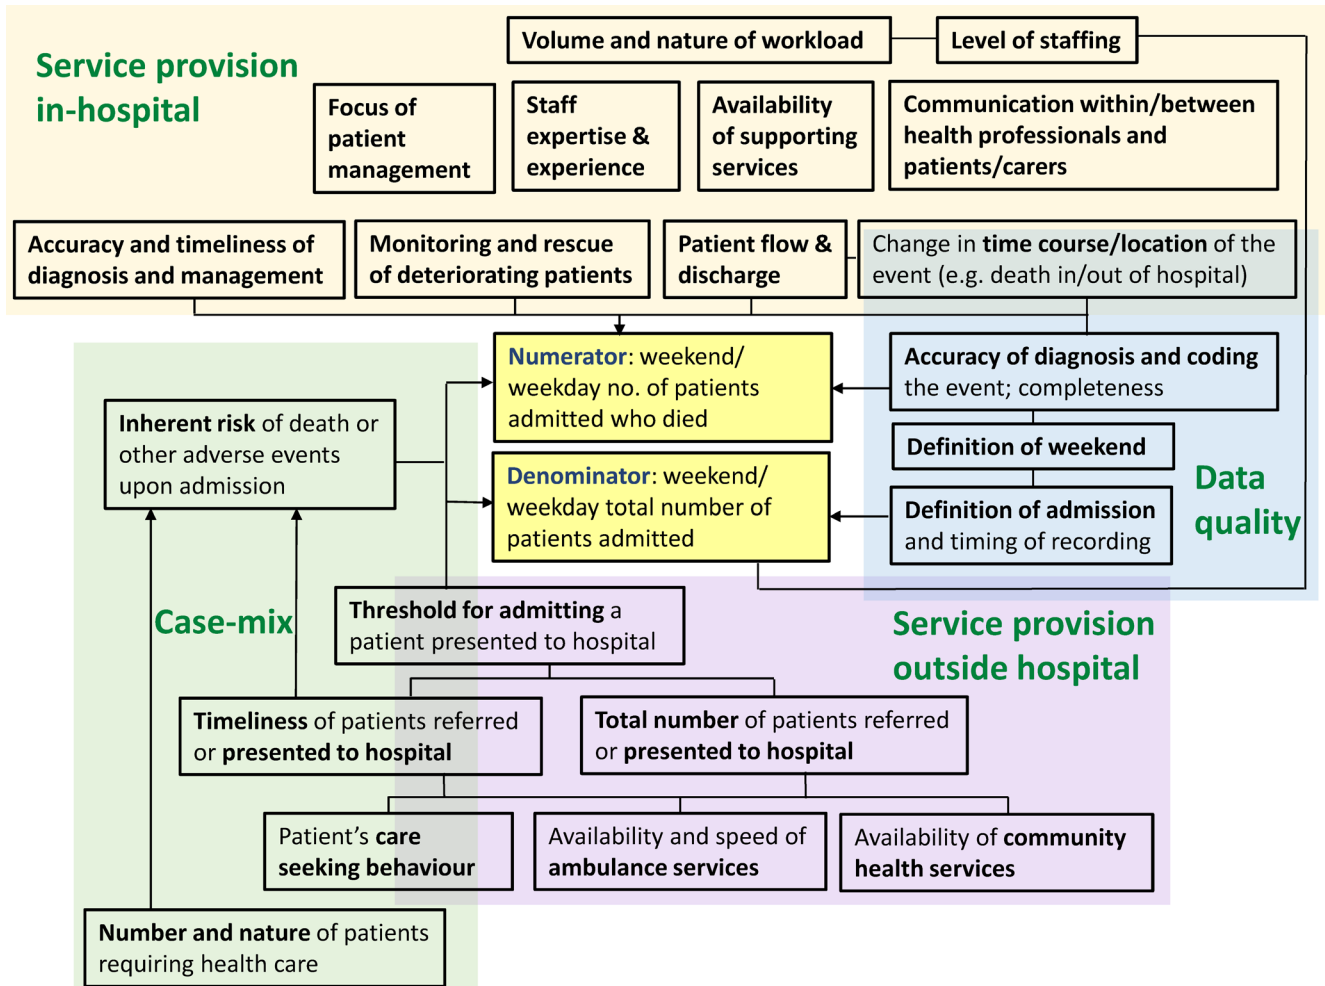 Service provision
in-hospital
Volume and nature of workload
Level of staffing
Focus of
patient
management
Staff
expertise &
experience
Availability
of supporting
services
Communication within/between
health professionals and
patients/carers
Accuracy and timeliness of
diagnosis and management
Monitoring and rescue
of deteriorating patients
Patient flow &
discharge
Change in time course/location of the
event (e.g. death in/out of hospital)
Numerator: weekend/
weekday no. of patients
admitted who died
Accuracy of diagnosis and coding
the event; completeness
Inherent risk of death or
other adverse events
upon admission
Definition of weekend
Denominator: weekend/
weekday total number of
patients admitted
Definition of admission
and timing of recording
Data
quality
Case-mix
Threshold for admitting a
patient presented to hospital
Service provision
outside hospital
Timeliness of patients referred
or presented to hospital
Total number of patients referred
or presented to hospital
Patient’s care
seeking behaviour
Availability and speed of
ambulance services
Availability of community
health services
Number and nature of patients
requiring health care